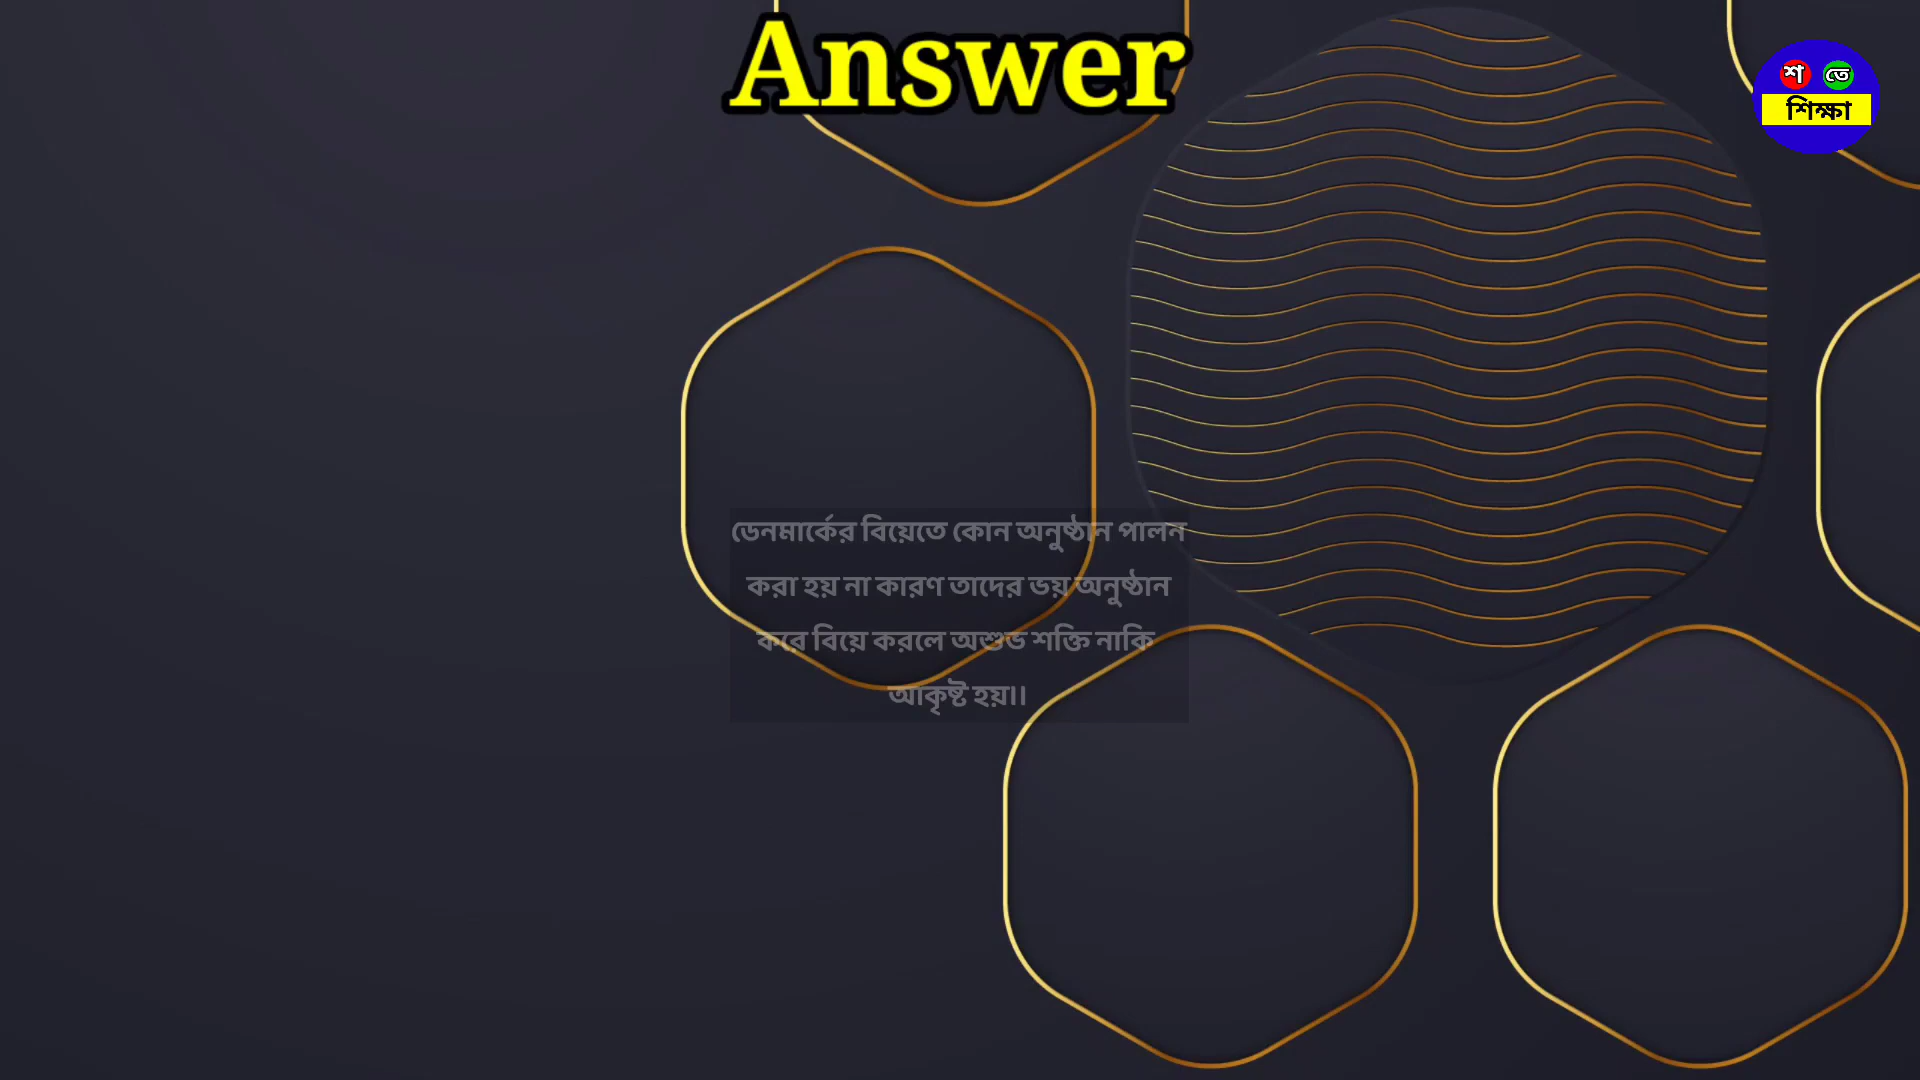 Answer
শ তে
শিক্ষা
ডেনমার্কের বিয়েতে কোন অনুষ্ঠান পালন
করা হয় না কারণ তাদের ভয় অনুষ্ঠান
করে বিয়ে করলে অশুভ শক্তি নাকি
আকৃষ্ট হয়।।